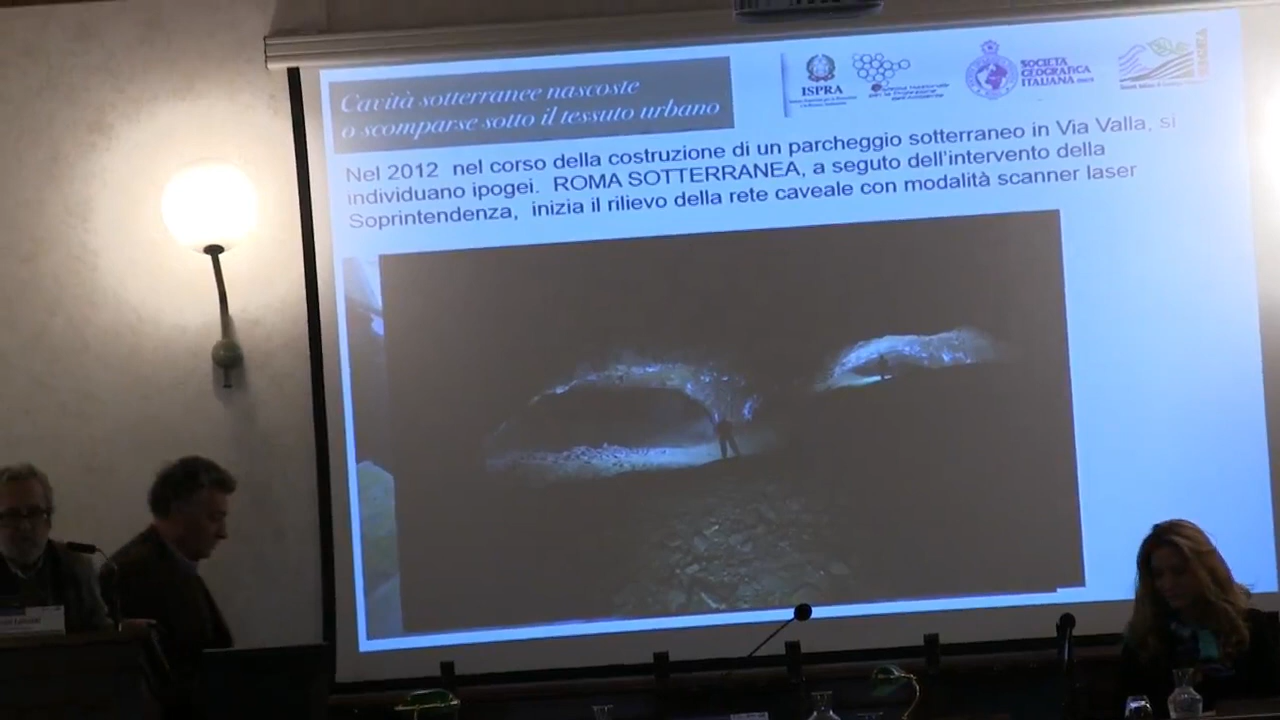 Cavità sotterranee nascoste
o scomparse sotto il tessuto urbano
ISPRA
SOCIETÀ
GEOGRAFICA
ITALIANA
Nel 2012 nel corso della costruzione di un parcheggio sotterraneo in Via Valla, si
individuano ipogei. ROMA SOTTERRANEA, a seguto dell'intervento della
Soprintendenza, inizia il rilievo della rete caveale con modalità scanner laser